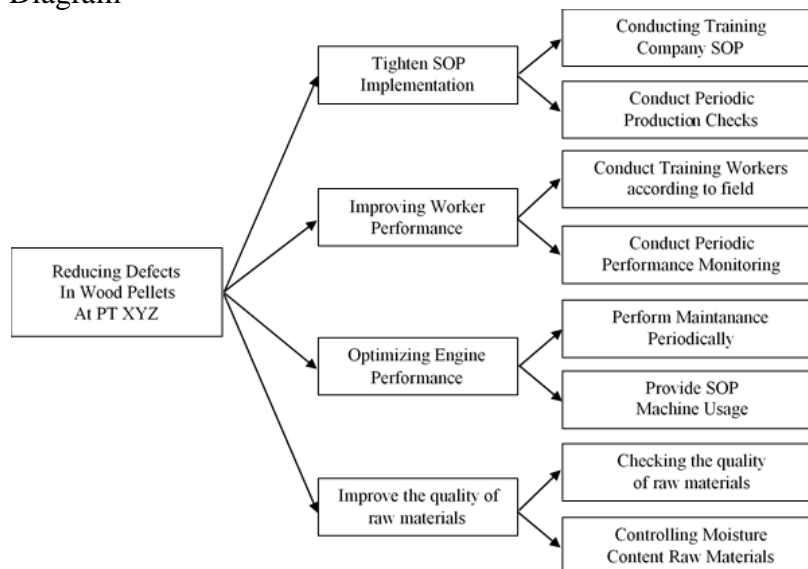 Diagram
Conducting Training
Company SOP
Tighten SOP
Implementation
Conduct Periodic
Production Checks
Conduct Training Workers
according to field
Improving Worker
Performance
Conduct Periodic
Performance Monitoring
Reducing Defects
In Wood Pellets
At PT XYZ
Perform Maintanance
Periodically
Optimizing Engine
Performance
Provide SOP
Machine Usage
Checking the quality
of raw materials
Improve the quality of
raw materials
Controlling Moisture
Content Raw Materials